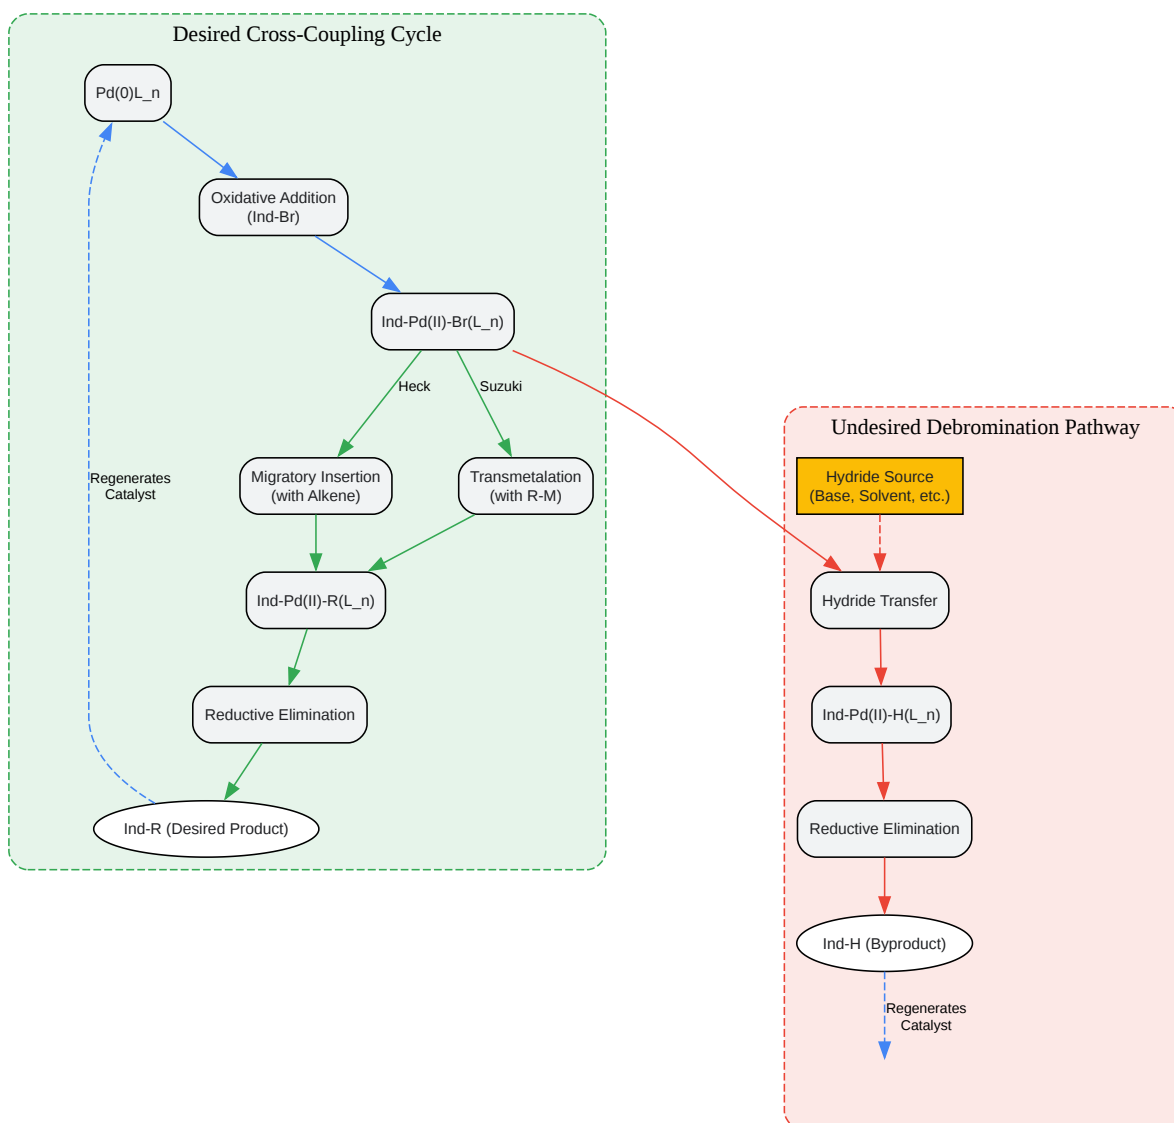 Desired Cross-Coupling Cycle
Pd(0)L_n
Oxidative Addition
(Ind-Br)
Ind-Pd(II)-Br(L_n)
Heck
Suzuki
Migratory Insertion
(with Alkene)
Transmetalation
(with R-M)
Regenerates
Catalyst
Ind-Pd(II)-R(L_n)
Reductive Elimination
Ind-R (Desired Product)
Undesired Debromination Pathway
Hydride Source
(Base, Solvent, etc.)
Hydride Transfer
Ind-Pd(II)-H(L_n)
Reductive Elimination
Ind-H (Byproduct)
Regenerates
Catalyst